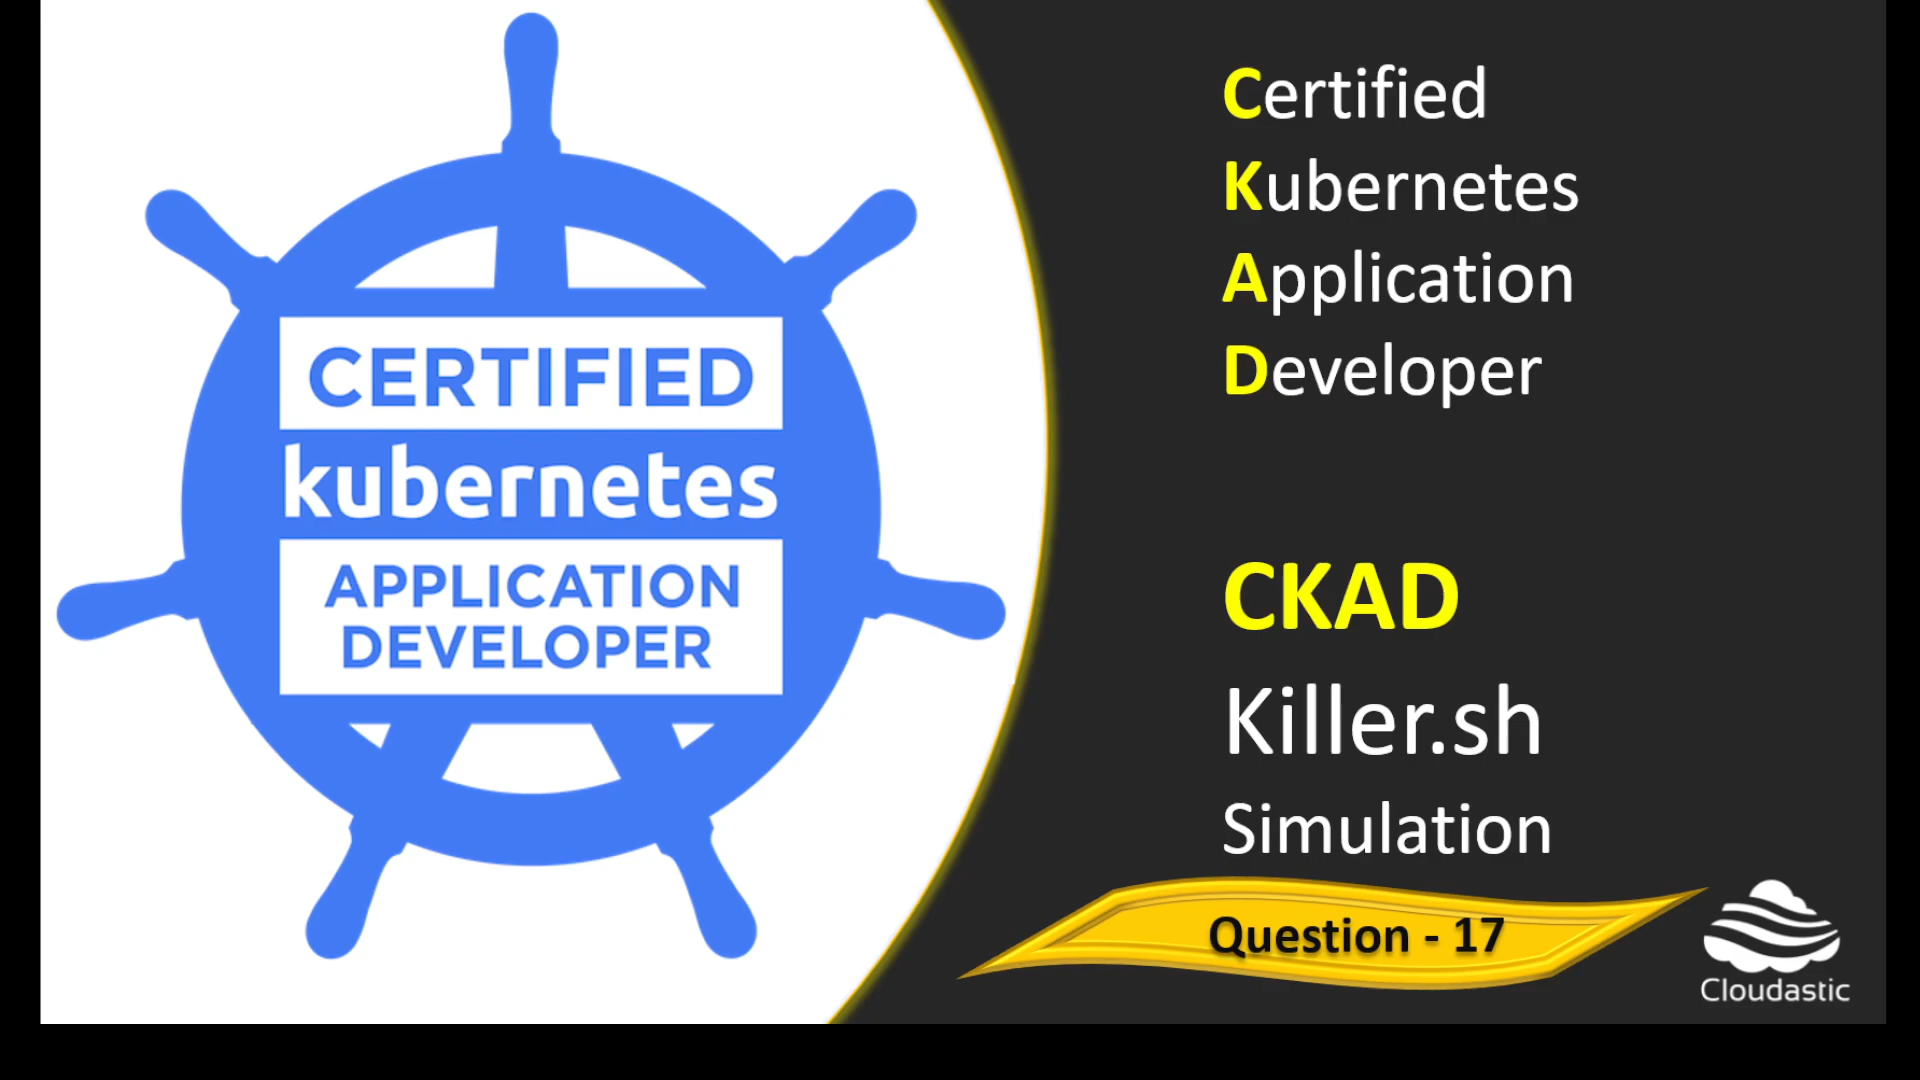 CERTIFIED
kubernetes
APPLICATION
DEVELOPER
Certified
Kubernetes
Application
Developer
CKAD
Killer.sh
Simulation
Question - 17
Cloudastic